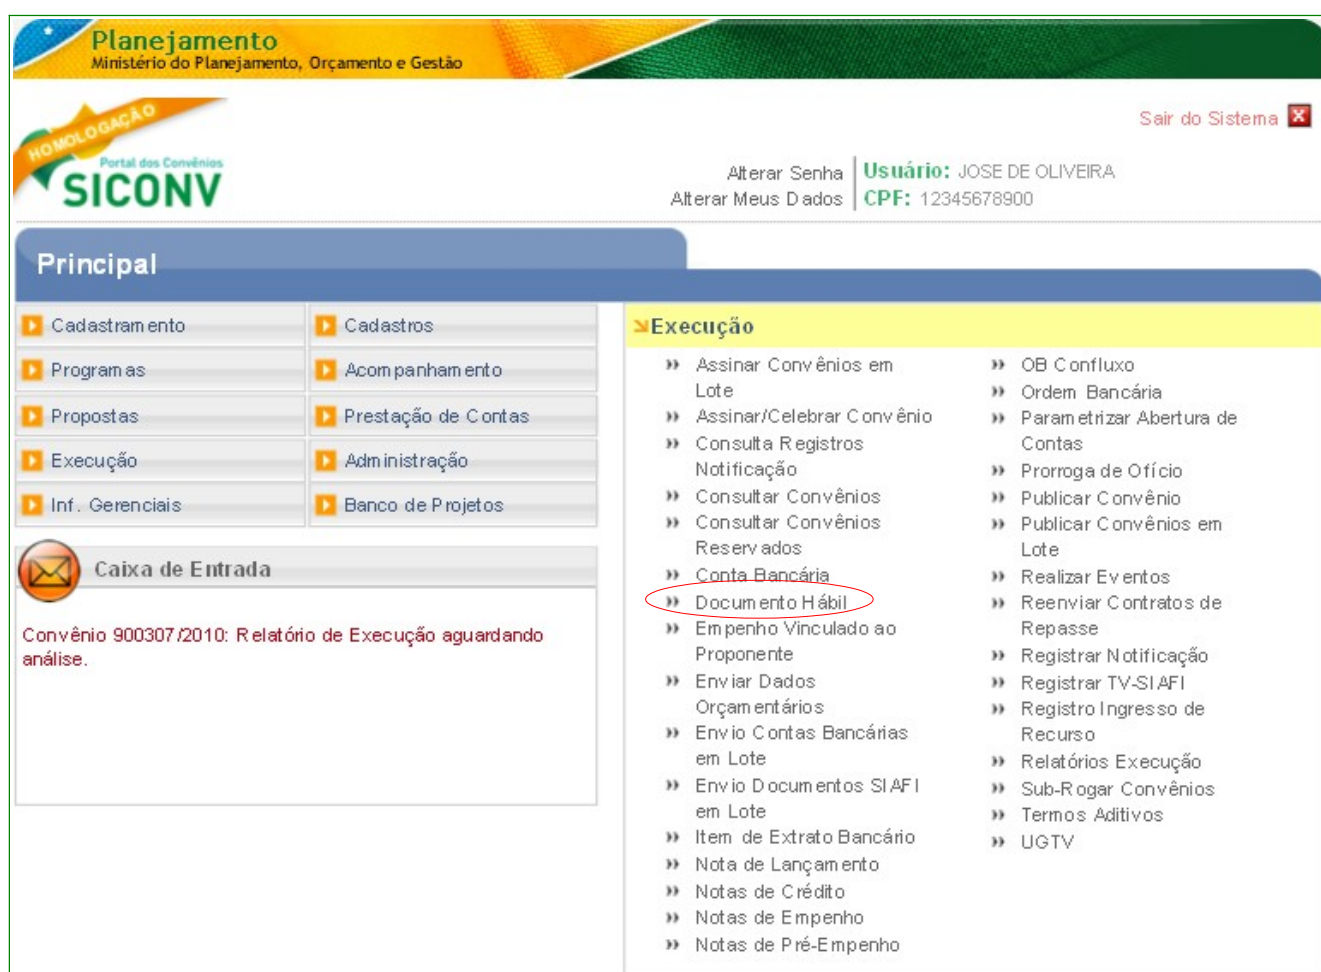 Planejamento
Ministério do Planejamento, Orçamento e Gestão
HOMOLOGAÇÃO
Portal dos Convênios
SICONV
Sair do Sistema
Alterar Senha
Alterar Meus Dados
Usuário: JOSE DE OLIVEIRA
CPF: 12345678900
Principal
Cadastramento
Cadastros
Programas
Acompanhamento
Propostas
Prestação de Contas
Execução
Administração
Inf. Gerenciais
Banco de Projetos
Caixa de Entrada
Convênio 900307/2010: Relatório de Execução aguardando
análise.
Execução
Assinar Convênios em
Lote
Assinar/Celebrar Convênio
Consulta Registros
Notificação
Consultar Convênios
Consultar Convênios
Reservados
Conta Bancária
Documento Hábil
Empenho Vinculado ao
Proponente
Enviar Dados
Orçamentários
Envio Contas Bancárias
em Lote
Envio Documentos SIAFI
em Lote
Item de Extrato Bancário
Nota de Lançamento
Notas de Crédito
Notas de Empenho
Notas de Pré-Empenho
OB Confluxo
Ordem Bancária
Parametrizar Abertura de
Contas
Prorroga de Ofício
Publicar Convênio
Publicar Convênios em
Lote
Realizar Eventos
Reenviar Contratos de
Repasse
Registrar Notificação
Registrar TV-SIAFI
Registro Ingresso de
Recurso
Relatórios Execução
Sub-Rogar Convênios
Termos Aditivos
UGTV